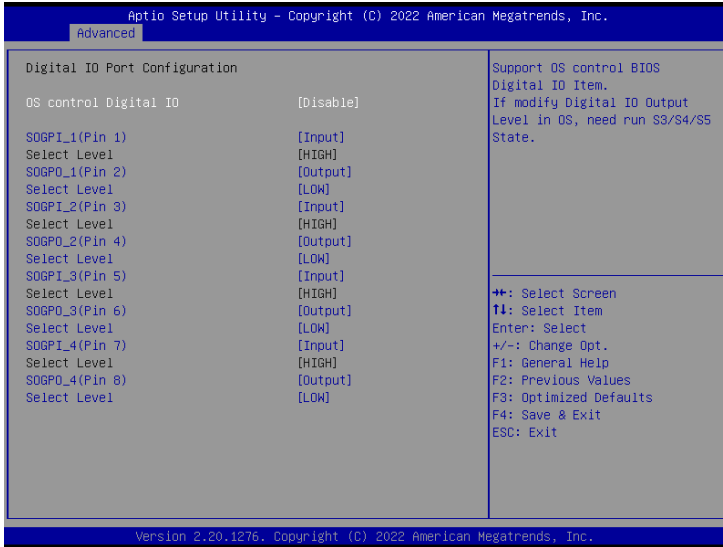 Aptio Setup Utility – Copyright (C) 2022 American Megatrends, Inc.
Advanced
Digital IO Port Configuration
OS control Digital IO [Disable]
SOGPI_1(Pin 1) [Input]
Select Level [HIGH]
SOGPO_1(Pin 2) [Output]
Select Level [LOW]
SOGPI_2(Pin 3) [Input]
Select Level [HIGH]
SOGPO_2(Pin 4) [Output]
Select Level [LOW]
SOGPI_3(Pin 5) [Input]
Select Level [HIGH]
SOGPO_3(Pin 6) [Output]
Select Level [LOW]
SOGPI_4(Pin 7) [Input]
Select Level [HIGH]
SOGPO_4(Pin 8) [Output]
Select Level [LOW]
Support OS control BIOS
Digital IO Item.
If modify Digital IO Output
Level in OS, need run S3/S4/S5
State.
→←: Select Screen
↑↓: Select Item
Enter: Select
+/-: Change Opt.
F1: General Help
F2: Previous Values
F3: Optimized Defaults
F4: Save & Exit
ESC: Exit
Version 2.20.1276. Copyright (C) 2022 American Megatrends, Inc.